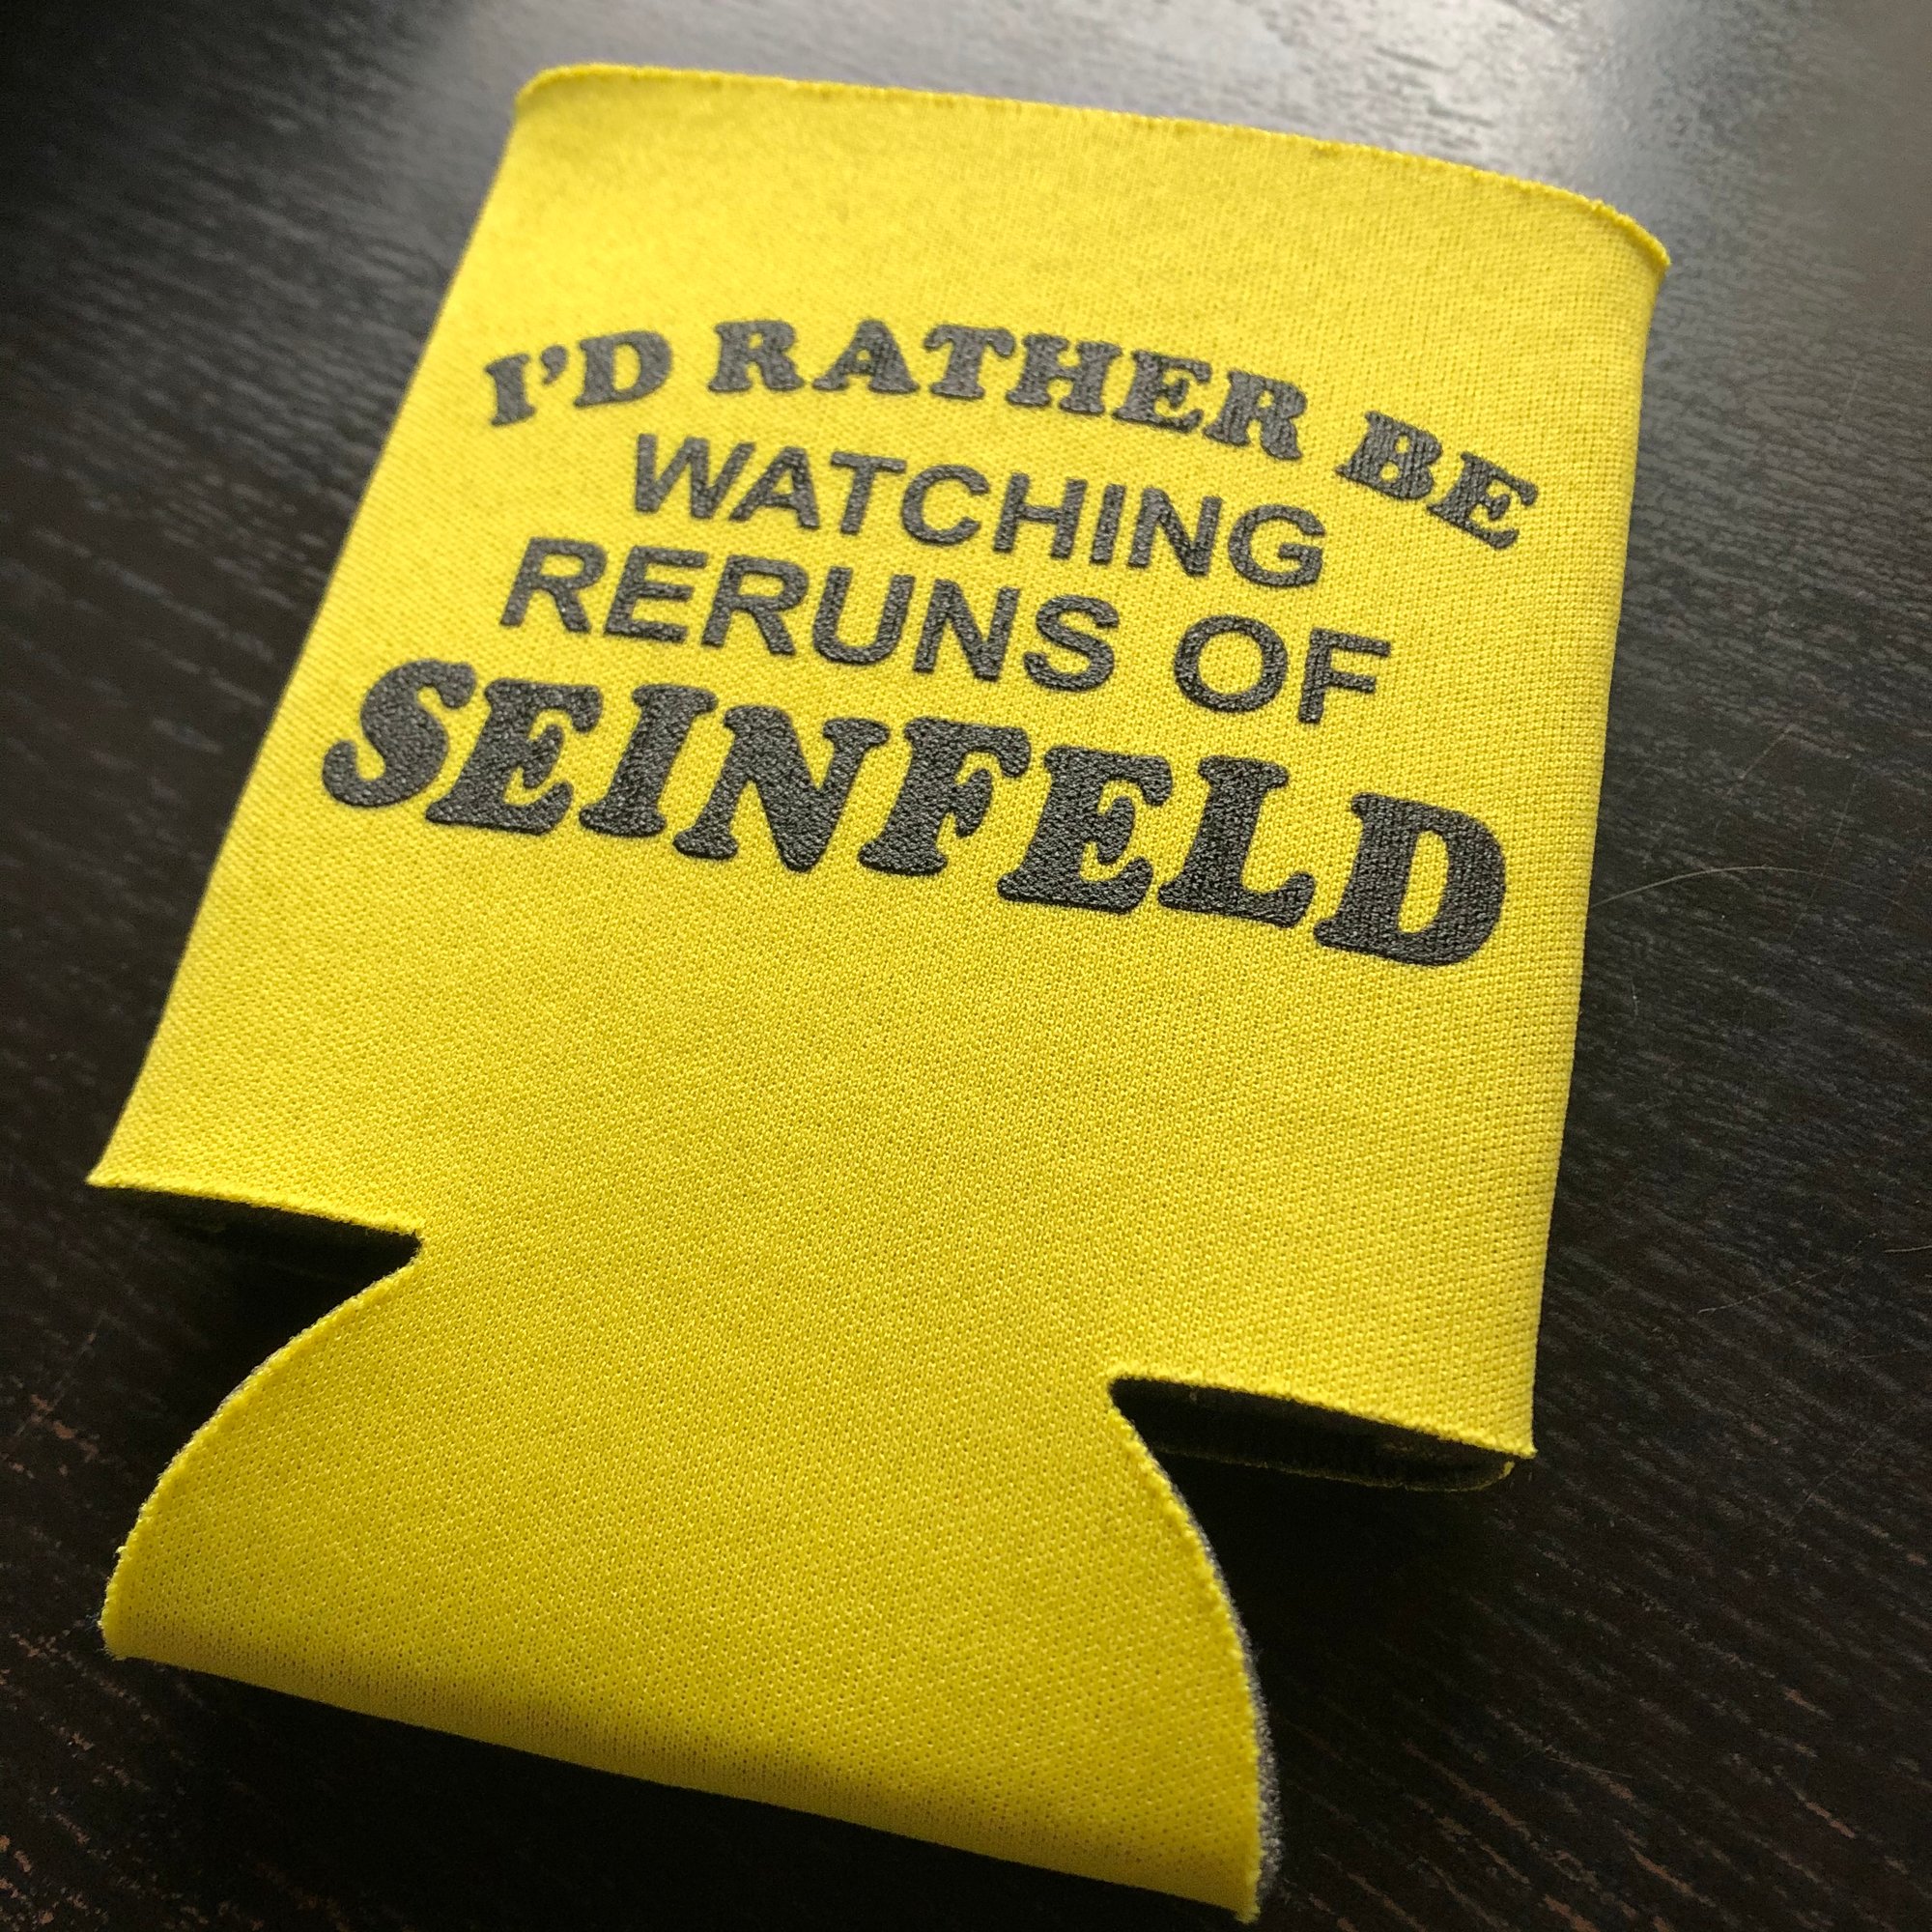 I'D RATHER BE
WATCHING
RERUNS OF
SEINFELD